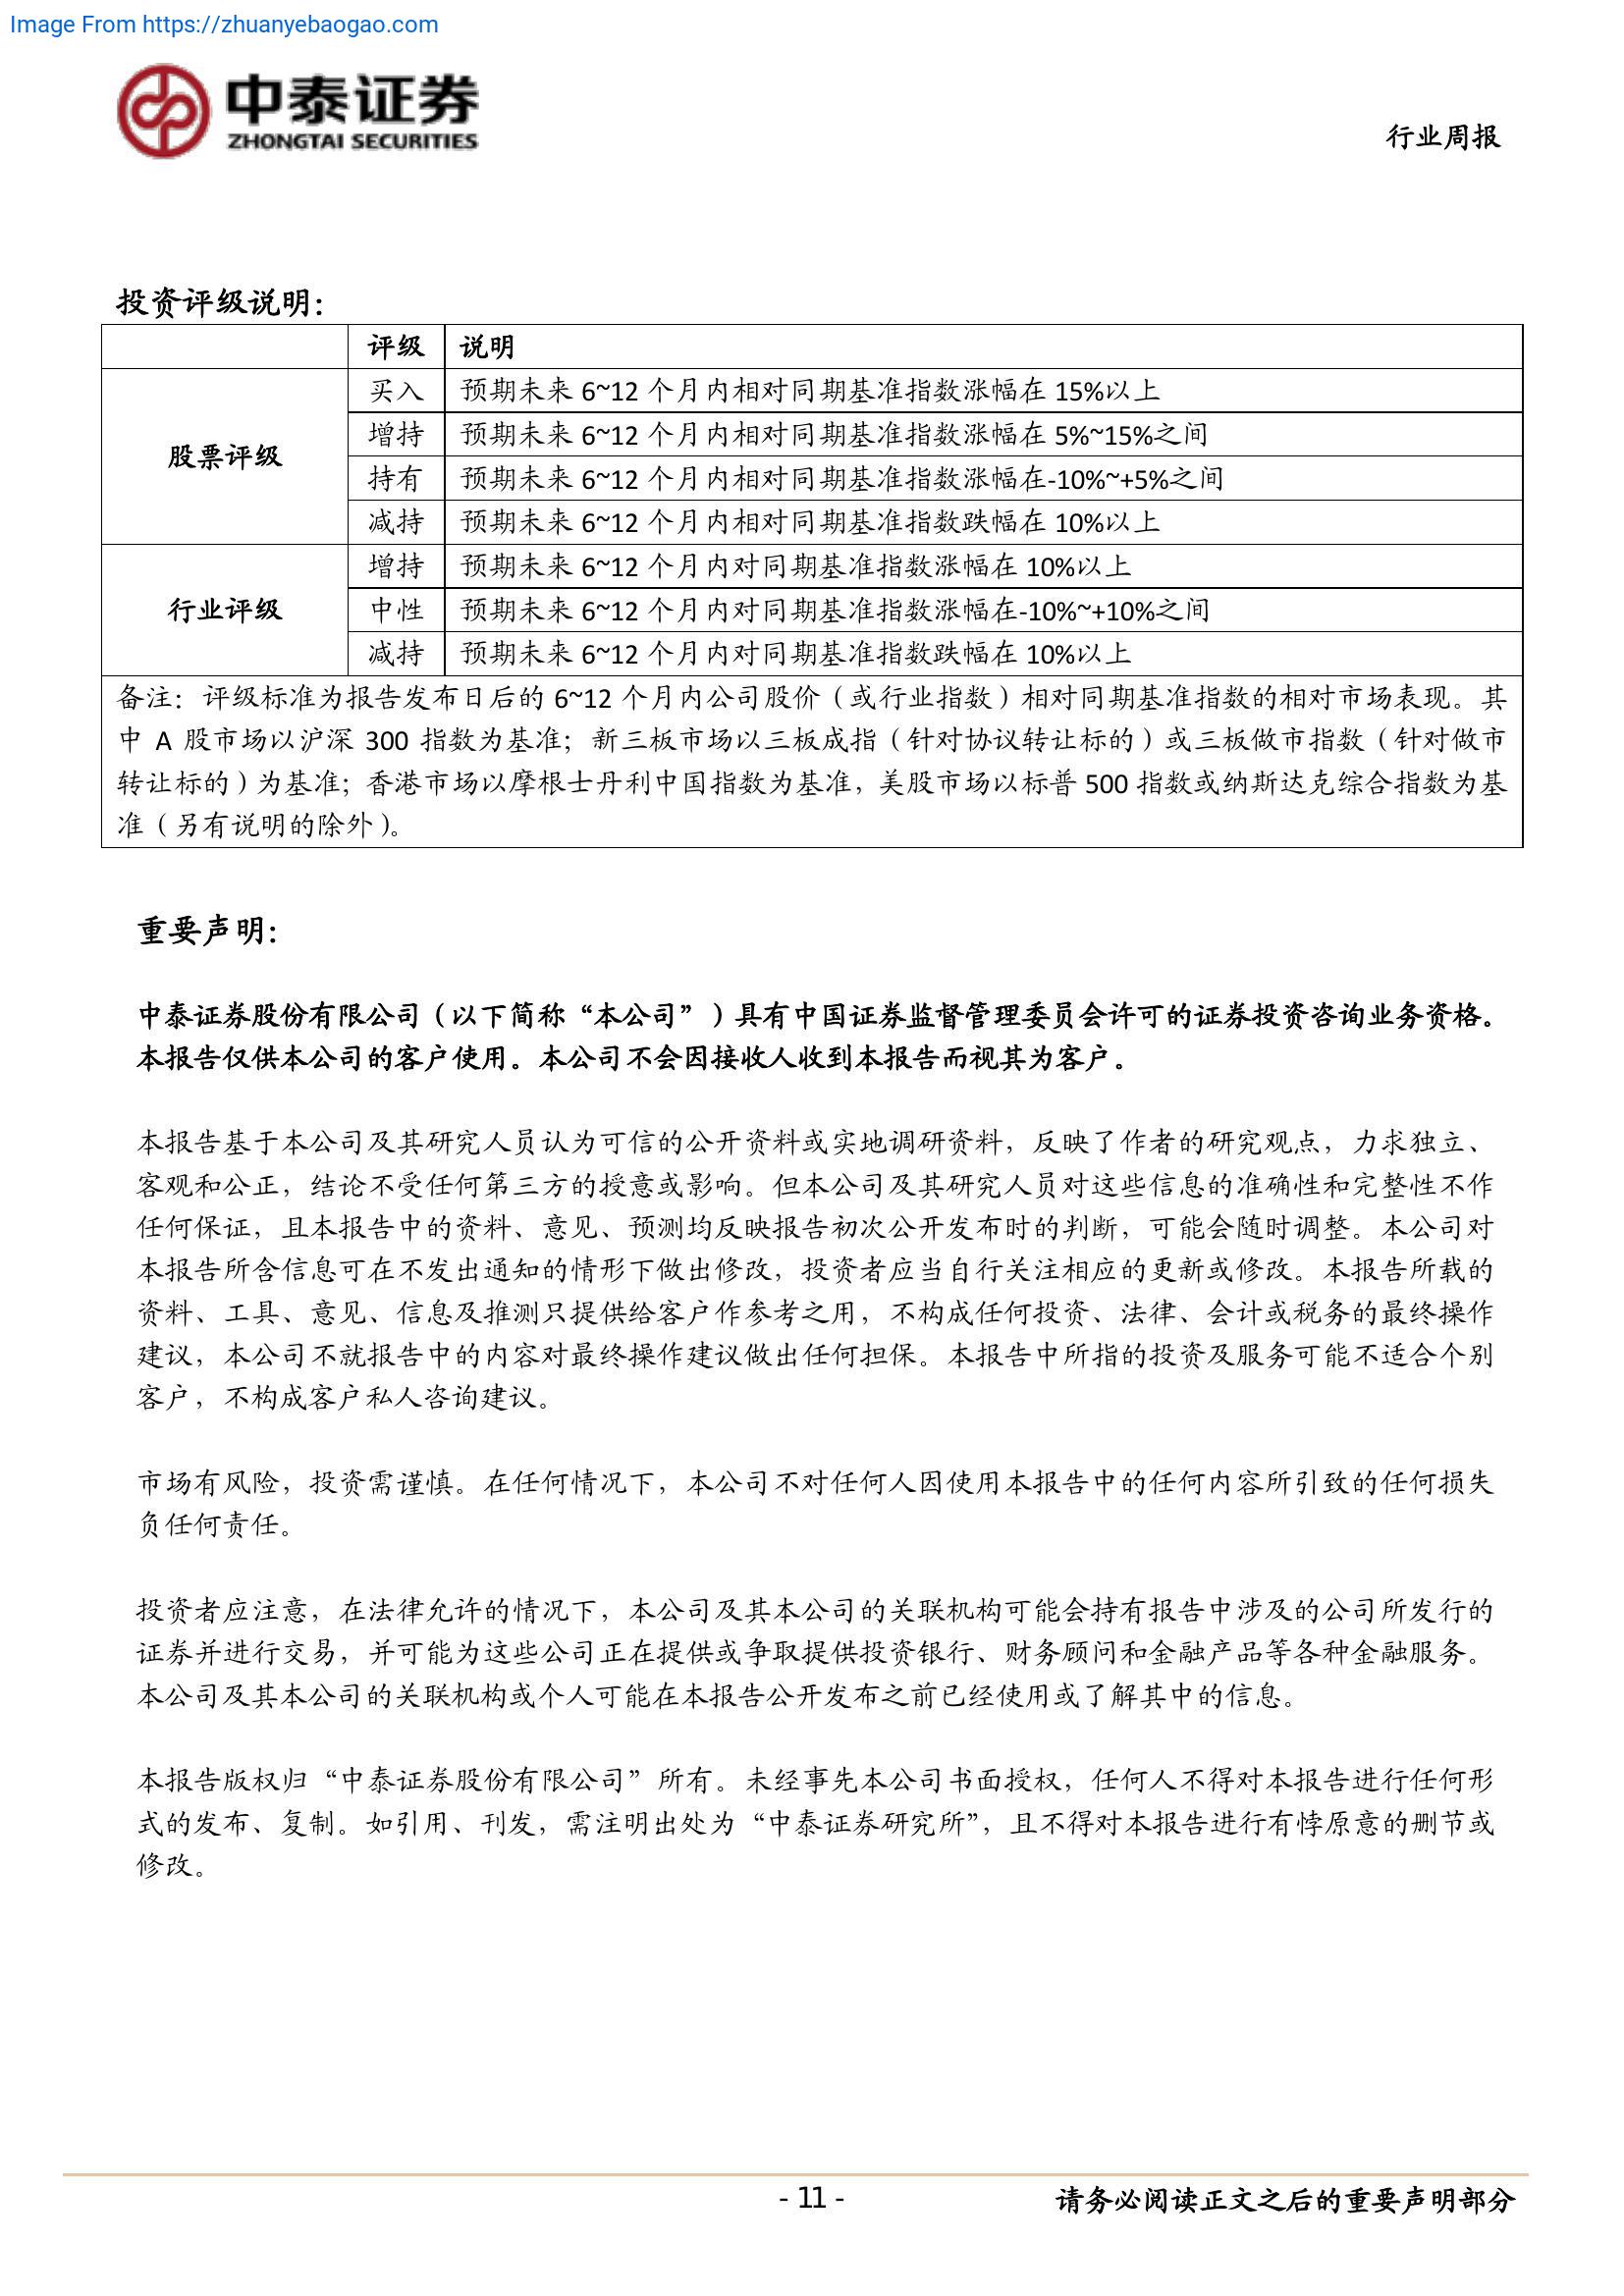 Image From https://zhuanyebaogao.com
中泰证券
ZHONGTAI SECURITIES
行业周报
投资评级说明：
评级 说明
股票评级
买入 预期未来 6~12 个月内相对同期基准指数涨幅在 15%以上
增持 预期未来 6~12 个月内相对同期基准指数涨幅在 5%~15%之间
持有 预期未来 6~12 个月内相对同期基准指数涨幅在-10%~+5%之间
减持 预期未来 6~12 个月内相对同期基准指数跌幅在 10%以上
行业评级
增持 预期未来 6~12 个月内对同期基准指数涨幅在 10%以上
中性 预期未来 6~12 个月内对同期基准指数涨幅在-10%~+10%之间
减持 预期未来 6~12 个月内对同期基准指数跌幅在 10%以上
备注：评级标准为报告发布日后的 6~12 个月内公司股价（或行业指数）相对同期基准指数的相对市场表现。其
中 A 股市场以沪深 300 指数为基准；新三板市场以三板成指（针对协议转让标的）或三板做市指数（针对做市
转让标的）为基准；香港市场以摩根士丹利中国指数为基准，美股市场以标普 500 指数或纳斯达克综合指数为基
准（另有说明的除外）。
重要声明：
中泰证券股份有限公司（以下简称“本公司”）具有中国证券监督管理委员会许可的证券投资咨询业务资格。
本报告仅供本公司的客户使用。本公司不会因接收人收到本报告而视其为客户。
本报告基于本公司及其研究人员认为可信的公开资料或实地调研资料，反映了作者的研究观点，力求独立、
客观和公正，结论不受任何第三方的授意或影响。但本公司及其研究人员对这些信息的准确性和完整性不作
任何保证，且本报告中的资料、意见、预测均反映报告初次公开发布时的判断，可能会随时调整。本公司对
本报告所含信息可在不发出通知的情形下做出修改，投资者应当自行关注相应的更新或修改。本报告所载的
资料、工具、意见、信息及推测只提供给客户作参考之用，不构成任何投资、法律、会计或税务的最终操作
建议，本公司不就报告中的内容对最终操作建议做出任何担保。本报告中所指的投资及服务可能不适合个别
客户，不构成客户私人咨询建议。
市场有风险，投资需谨慎。在任何情况下，本公司不对任何人因使用本报告中的任何内容所引致的任何损失
负任何责任。
投资者应注意，在法律允许的情况下，本公司及其本公司的关联机构可能会持有报告中涉及的公司所发行的
证券并进行交易，并可能为这些公司正在提供或争取提供投资银行、财务顾问和金融产品等各种金融服务。
本公司及其本公司的关联机构或个人可能在本报告公开发布之前已经使用或了解其中的信息。
本报告版权归“中泰证券股份有限公司”所有。未经事先本公司书面授权，任何人不得对本报告进行任何形
式的发布、复制。如引用、刊发，需注明出处为“中泰证券研究所”，且不得对本报告进行有悖原意的删节或
修改。
- 11 -
请务必阅读正文之后的重要声明部分